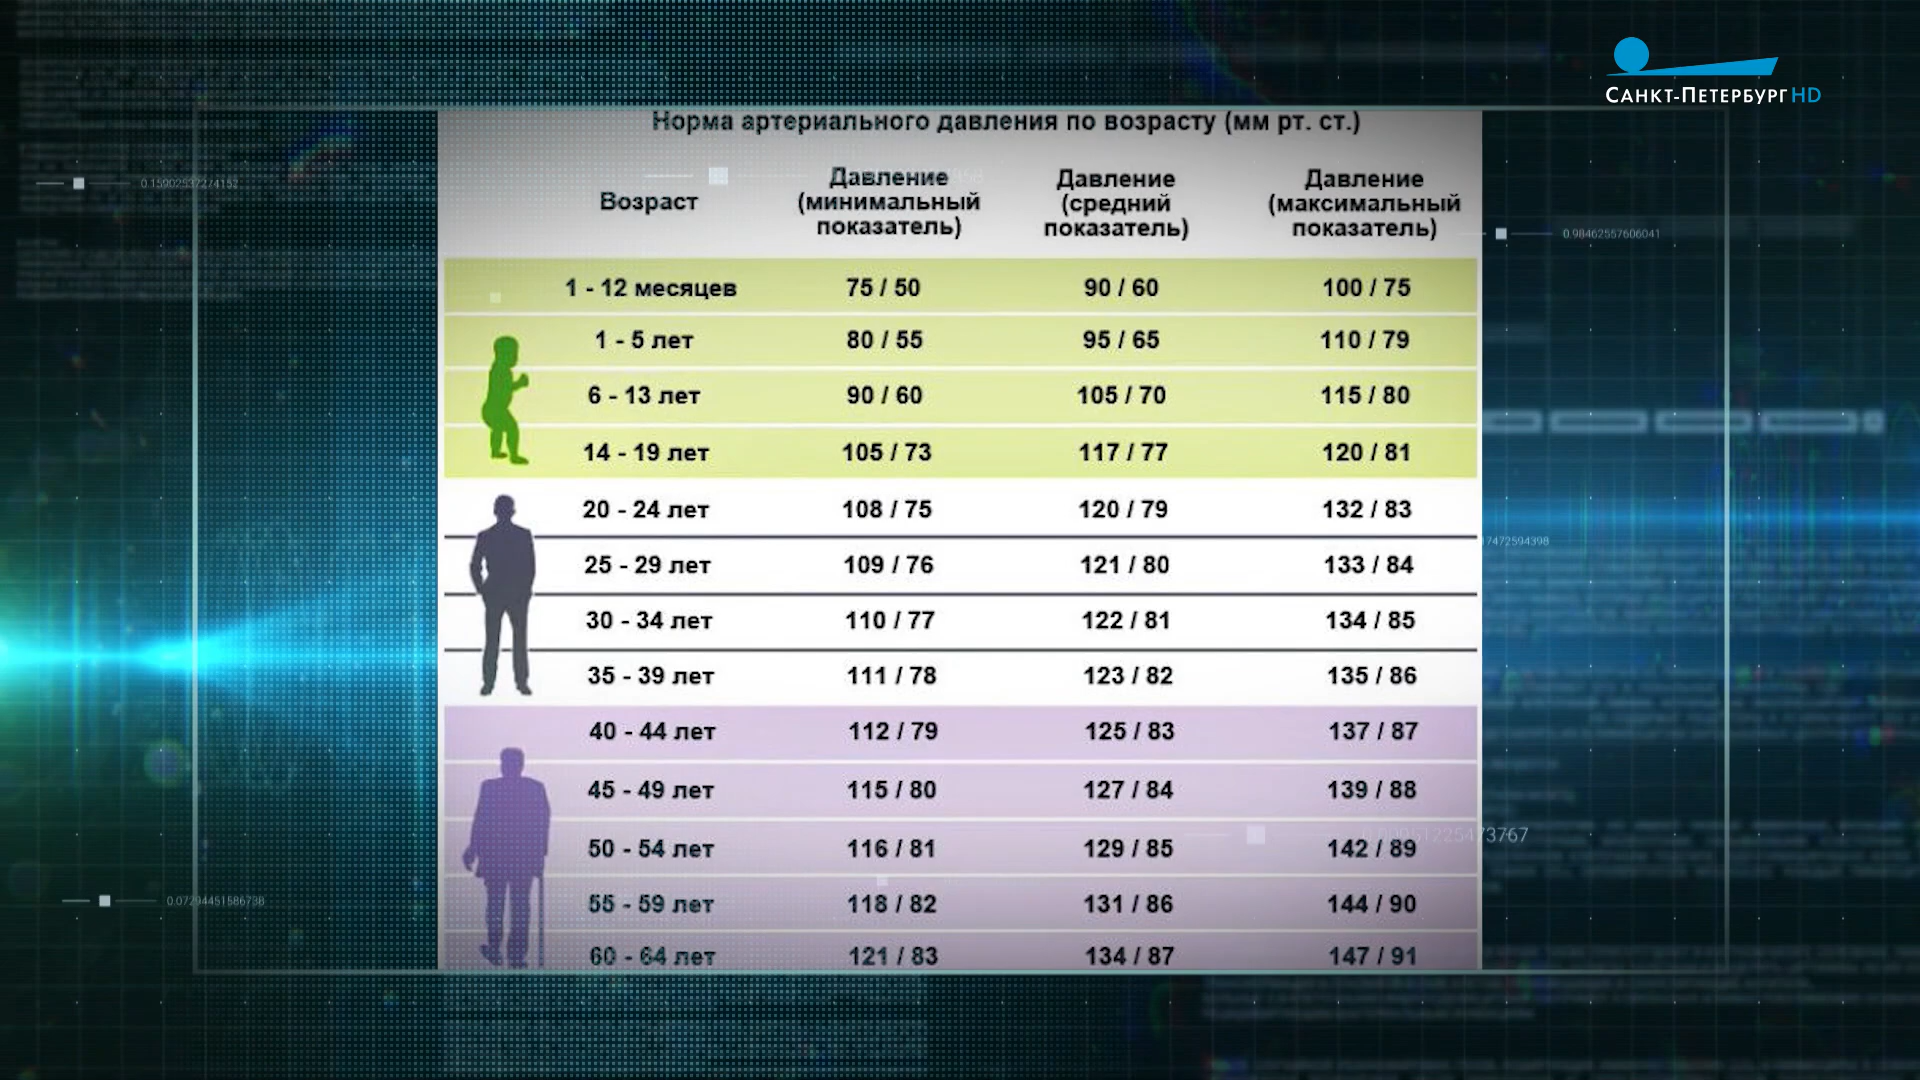 САНКТ-ПЕТЕРБУРГ HD
Норма артериального давления по возрасту (мм рт. ст.)
Возраст
Давление
(минимальный
показатель)
Давление
(средний
показатель)
Давление
(максимальный
показатель)
1 - 12 месяцев 75 / 50 90 / 60 100 / 75
1 - 5 лет 80 / 55 95 / 65 110 / 79
6 - 13 лет 90 / 60 105 / 70 115 / 80
14 - 19 лет 105 / 73 117 / 77 120 / 81
20 - 24 лет 108 / 75 120 / 79 132 / 83
25 - 29 лет 109 / 76 121 / 80 133 / 84
30 - 34 лет 110 / 77 122 / 81 134 / 85
35 - 39 лет 111 / 78 123 / 82 135 / 86
40 - 44 лет 112 / 79 125 / 83 137 / 87
45 - 49 лет 115 / 80 127 / 84 139 / 88
50 - 54 лет 116 / 81 129 / 85 142 / 89
55 - 59 лет 118 / 82 131 / 86 144 / 90
60 - 64 лет 121 / 83 134 / 87 147 / 91
0.15902537274152
0.98462557606041
7472594398
0.07294451586738